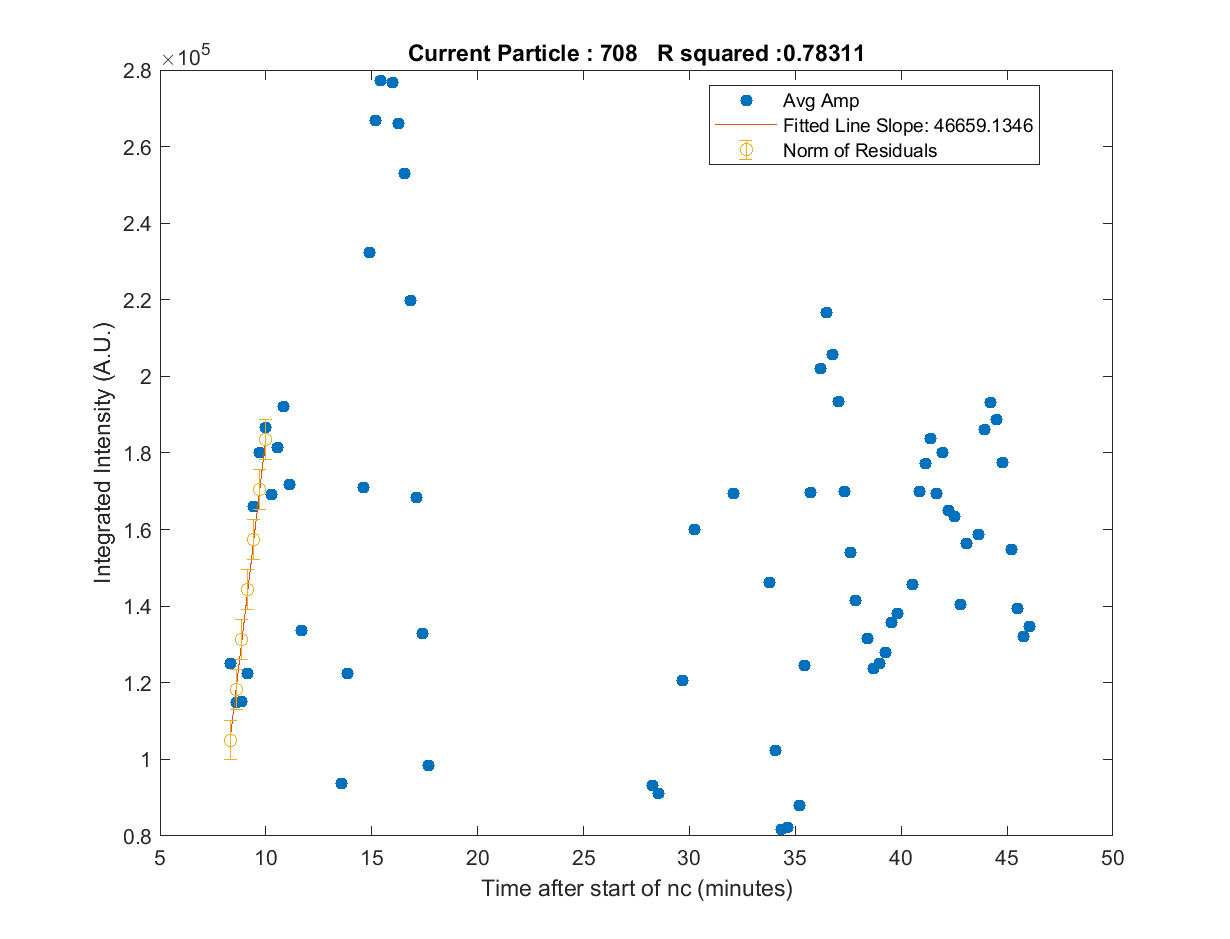 ×10^5
Current Particle : 708 R squared :0.78311
Avg Amp
Fitted Line Slope: 46659.1346
Norm of Residuals
2.8
2.6
2.4
2.2
2
1.8
1.6
1.4
1.2
1
0.8
Integrated Intensity (A.U.)
5 10 15 20 25 30 35 40 45 50
Time after start of nc (minutes)